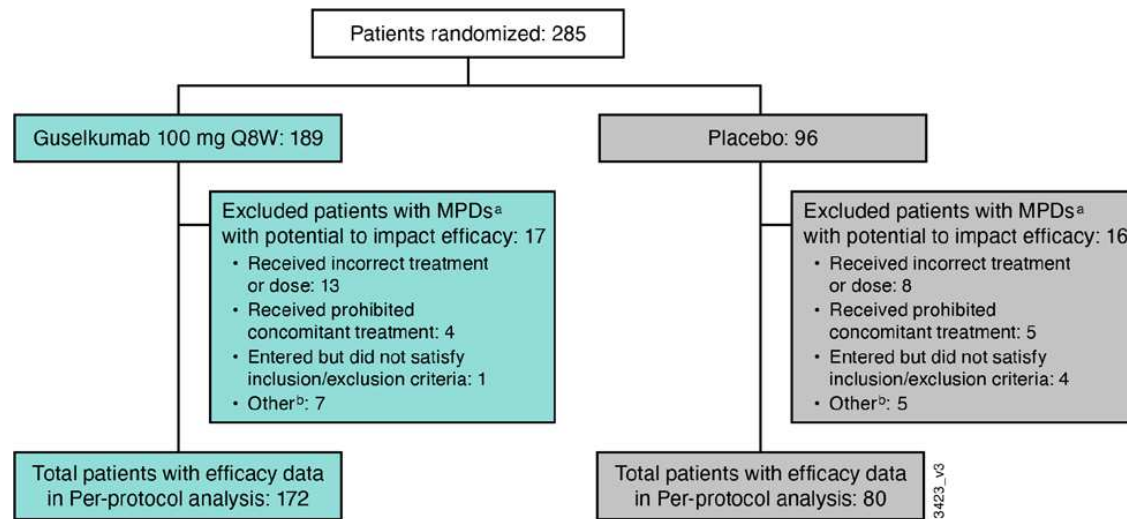 Patients randomized: 285
Guselkumab 100 mg Q8W: 189
Excluded patients with MPDsᵃ
with potential to impact efficacy: 17
• Received incorrect treatment
or dose: 13
• Received prohibited
concomitant treatment: 4
• Entered but did not satisfy
inclusion/exclusion criteria: 1
• Otherᵇ: 7
Total patients with efficacy data
in Per-protocol analysis: 172
Placebo: 96
Excluded patients with MPDsᵃ
with potential to impact efficacy: 16
• Received incorrect treatment
or dose: 8
• Received prohibited
concomitant treatment: 5
• Entered but did not satisfy
inclusion/exclusion criteria: 4
• Otherᵇ: 5
Total patients with efficacy data
in Per-protocol analysis: 80
3423_v3